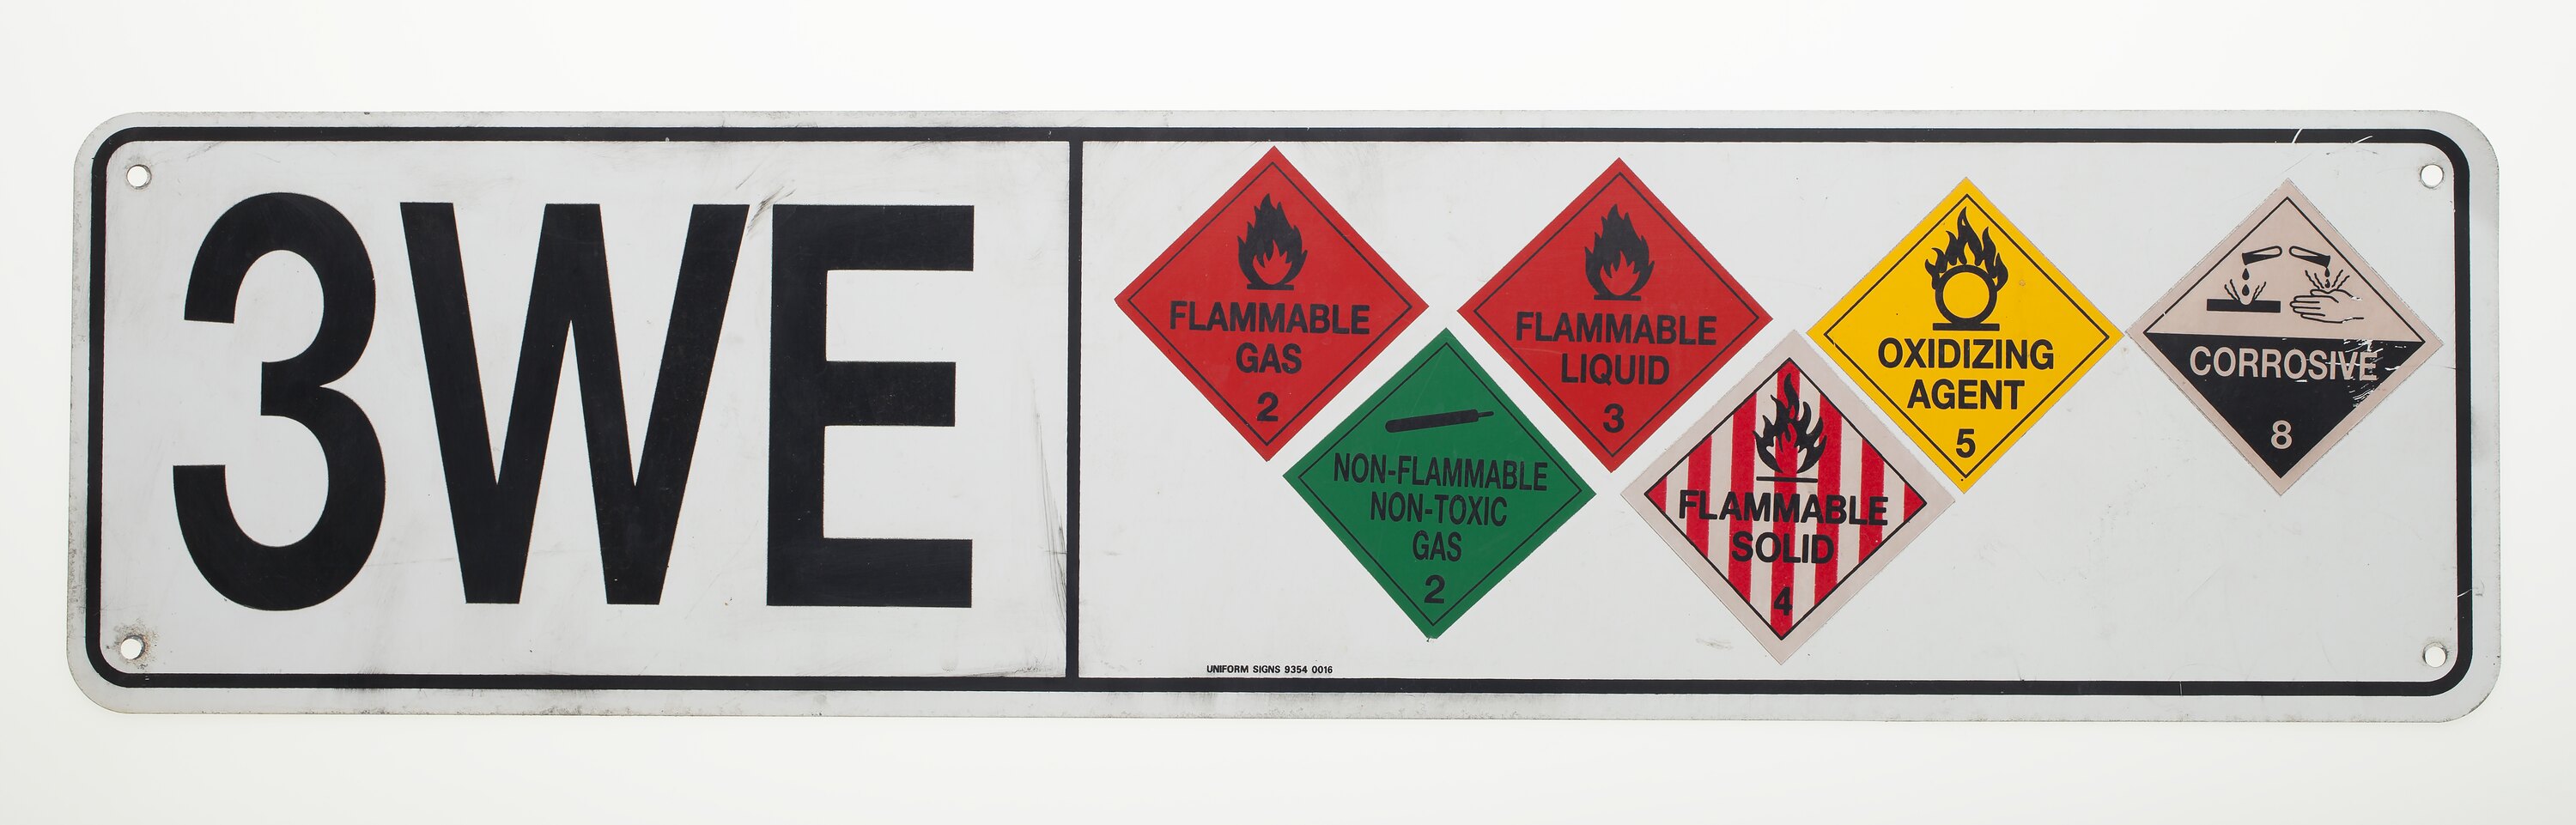 3WE
FLAMMABLE
GAS
2
NON-FLAMMABLE
NON-TOXIC
GAS
2
FLAMMABLE
LIQUID
3
FLAMMABLE
SOLID
4
OXIDIZING
AGENT
5
CORROSIVE
8
UNIFORM SIGNS 9354 0016